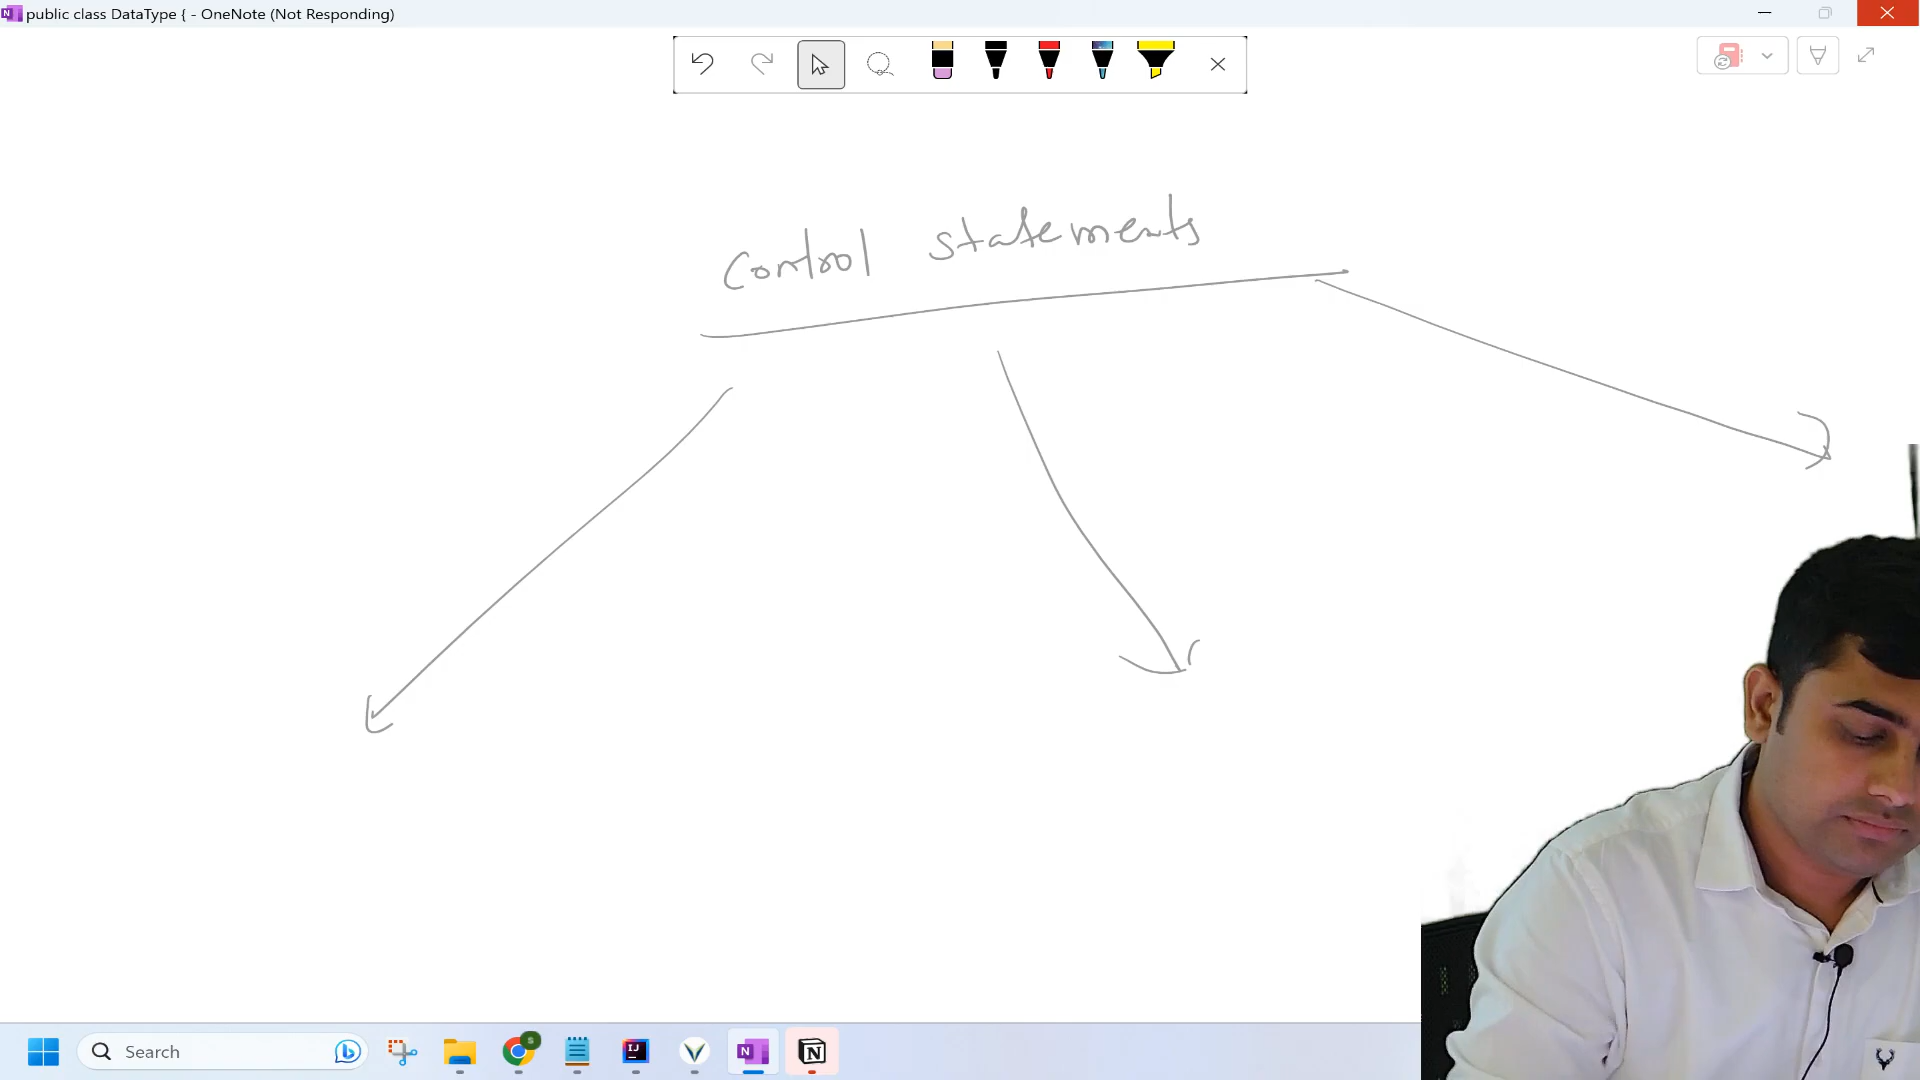 public class DataType { - OneNote (Not Responding)
control statements
Search